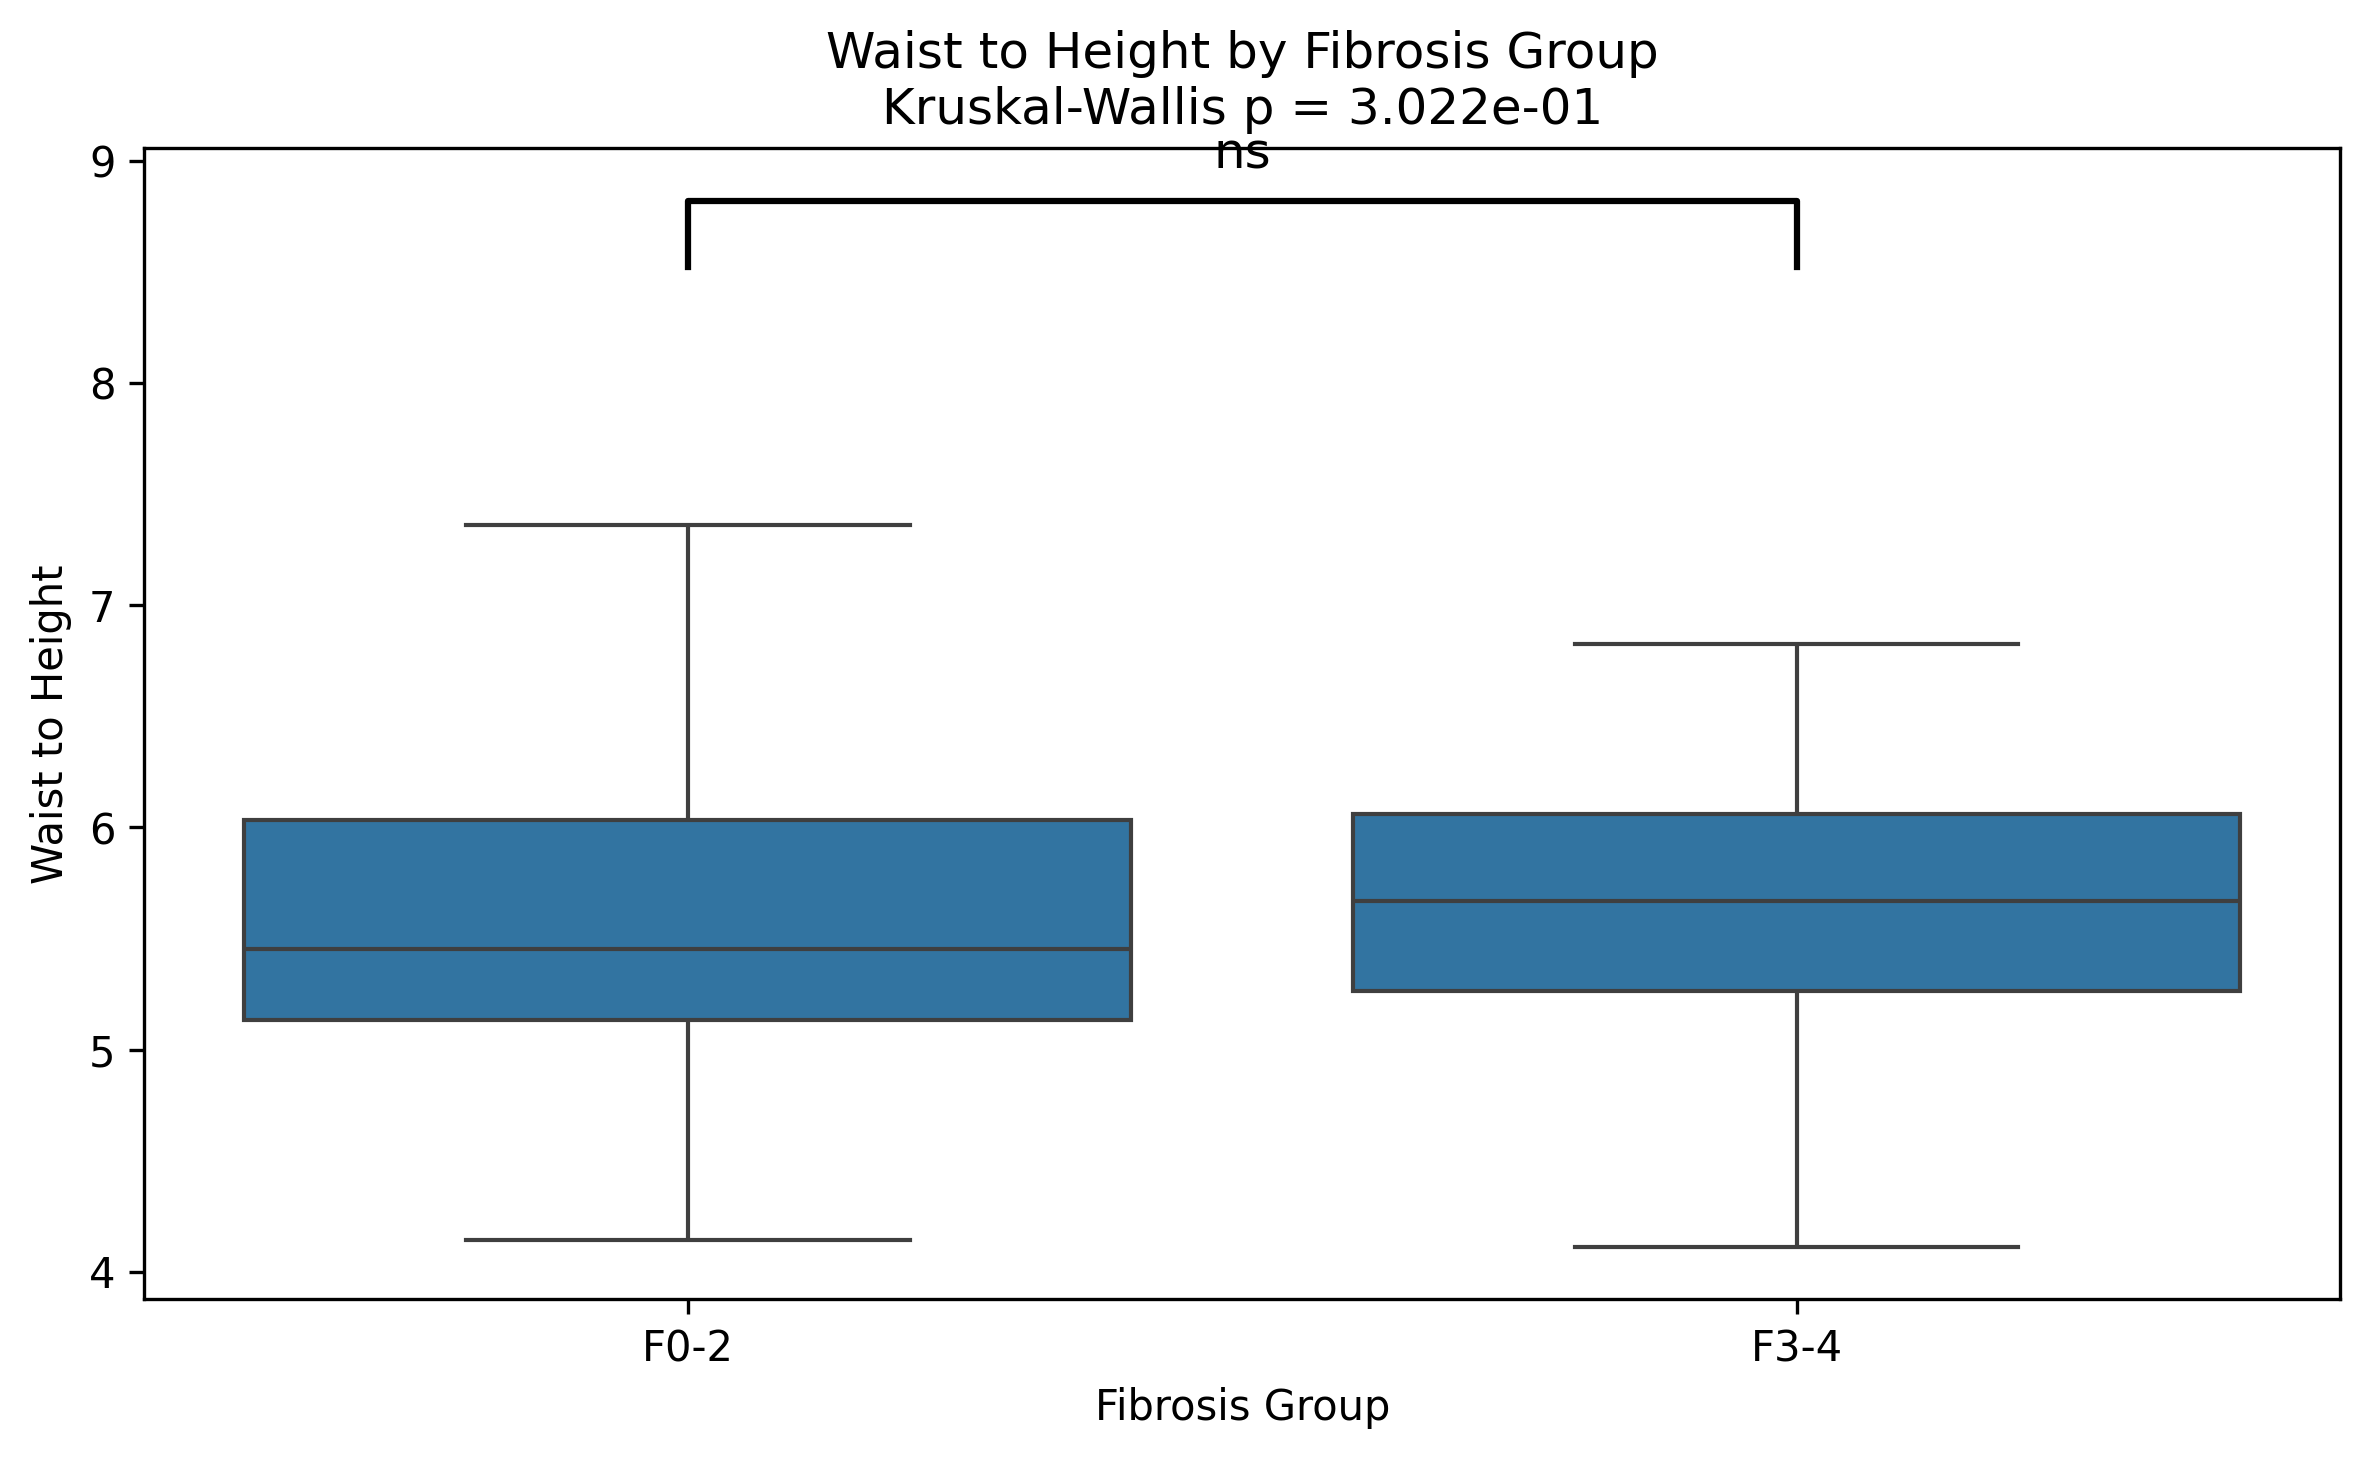 Waist to Height by Fibrosis Group
Kruskal-Wallis p = 3.022e-01
ns
9
8
7
6
5
4
Waist to Height
F0-2
F3-4
Fibrosis Group